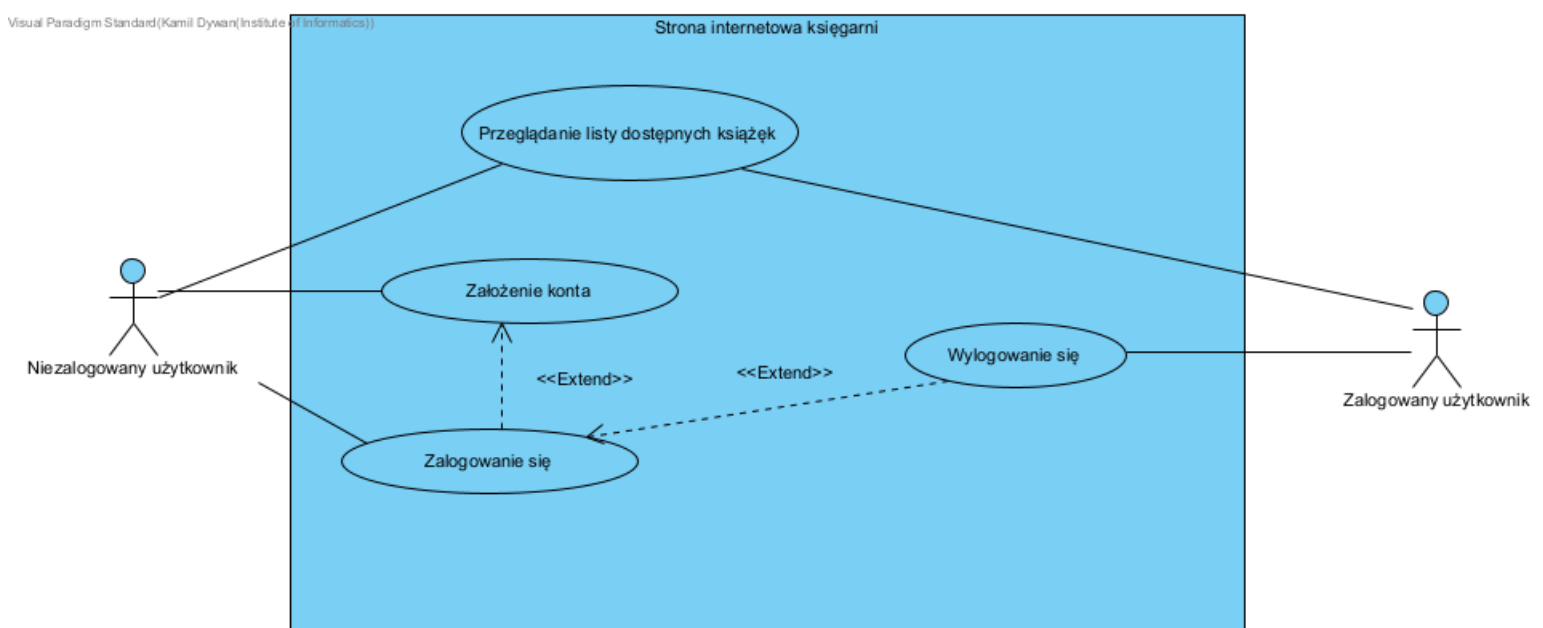 Visual Paradigm Standard(Kamil Dywan(Institute of Informatics))
Strona internetowa księgarni
Przeglądanie listy dostępnych książęk
Założenie konta
Wylogowanie się
<<Extend>>
<<Extend>>
Niezalogowany użytkownik
Zalogowany użytkownik
Zalogowanie się